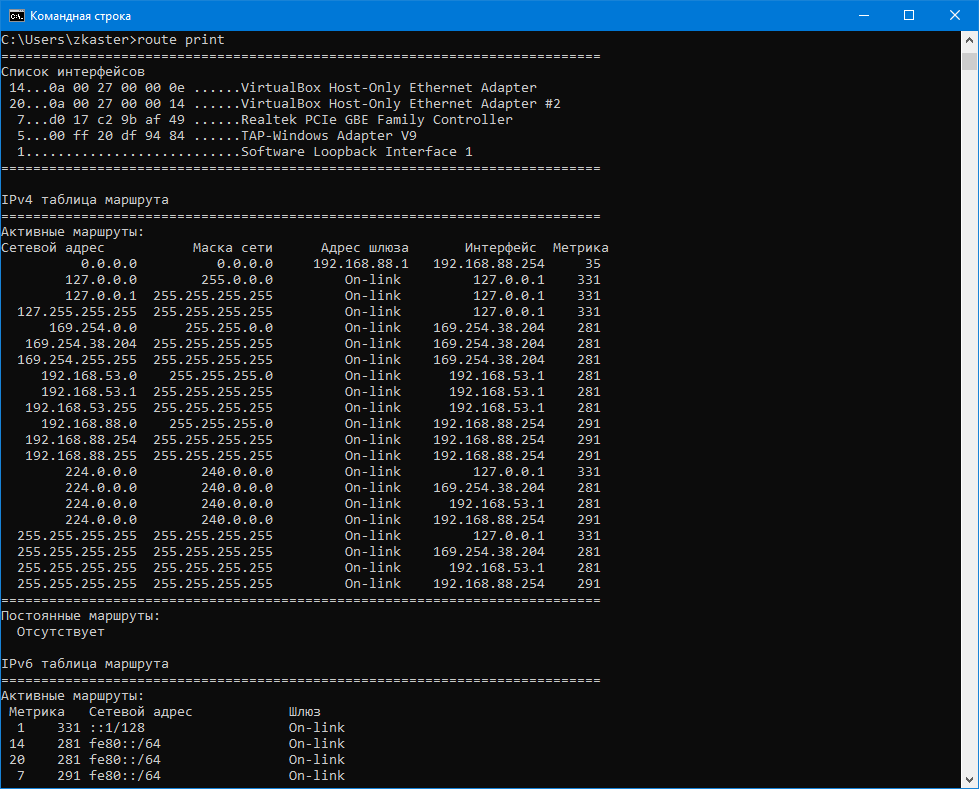 Командная строка
C:\Users\zkaster>route print
===========================================================================
Список интерфейсов
 14...0a 00 27 00 00 0e ......VirtualBox Host-Only Ethernet Adapter
 20...0a 00 27 00 00 14 ......VirtualBox Host-Only Ethernet Adapter #2
  7...d0 17 c2 9b af 49 ......Realtek PCIe GBE Family Controller
  5...00 ff 20 df 94 84 ......TAP-Windows Adapter V9
  1...........................Software Loopback Interface 1
===========================================================================
IPv4 таблица маршрута
===========================================================================
Активные маршруты:
Сетевой адрес           Маска сети      Адрес шлюза       Интерфейс  Метрика
          0.0.0.0          0.0.0.0     192.168.88.1   192.168.88.254     35
        127.0.0.0        255.0.0.0         On-link         127.0.0.1    331
        127.0.0.1  255.255.255.255         On-link         127.0.0.1    331
  127.255.255.255  255.255.255.255         On-link         127.0.0.1    331
      169.254.0.0      255.255.0.0         On-link    169.254.38.204    281
   169.254.38.204  255.255.255.255         On-link    169.254.38.204    281
  169.254.255.255  255.255.255.255         On-link    169.254.38.204    281
     192.168.53.0    255.255.255.0         On-link      192.168.53.1    281
     192.168.53.1  255.255.255.255         On-link      192.168.53.1    281
   192.168.53.255  255.255.255.255         On-link      192.168.53.1    281
     192.168.88.0    255.255.255.0         On-link    192.168.88.254    291
   192.168.88.254  255.255.255.255         On-link    192.168.88.254    291
   192.168.88.255  255.255.255.255         On-link    192.168.88.254    291
        224.0.0.0        240.0.0.0         On-link         127.0.0.1    331
        224.0.0.0        240.0.0.0         On-link    169.254.38.204    281
        224.0.0.0        240.0.0.0         On-link      192.168.53.1    281
        224.0.0.0        240.0.0.0         On-link    192.168.88.254    291
  255.255.255.255  255.255.255.255         On-link         127.0.0.1    331
  255.255.255.255  255.255.255.255         On-link    169.254.38.204    281
  255.255.255.255  255.255.255.255         On-link      192.168.53.1    281
  255.255.255.255  255.255.255.255         On-link    192.168.88.254    291
===========================================================================
Постоянные маршруты:
  Отсутствует
IPv6 таблица маршрута
===========================================================================
Активные маршруты:
 Метрика   Сетевой адрес            Шлюз
  1    331 ::1/128                  On-link
 14    281 fe80::/64                On-link
 20    281 fe80::/64                On-link
  7    291 fe80::/64                On-link